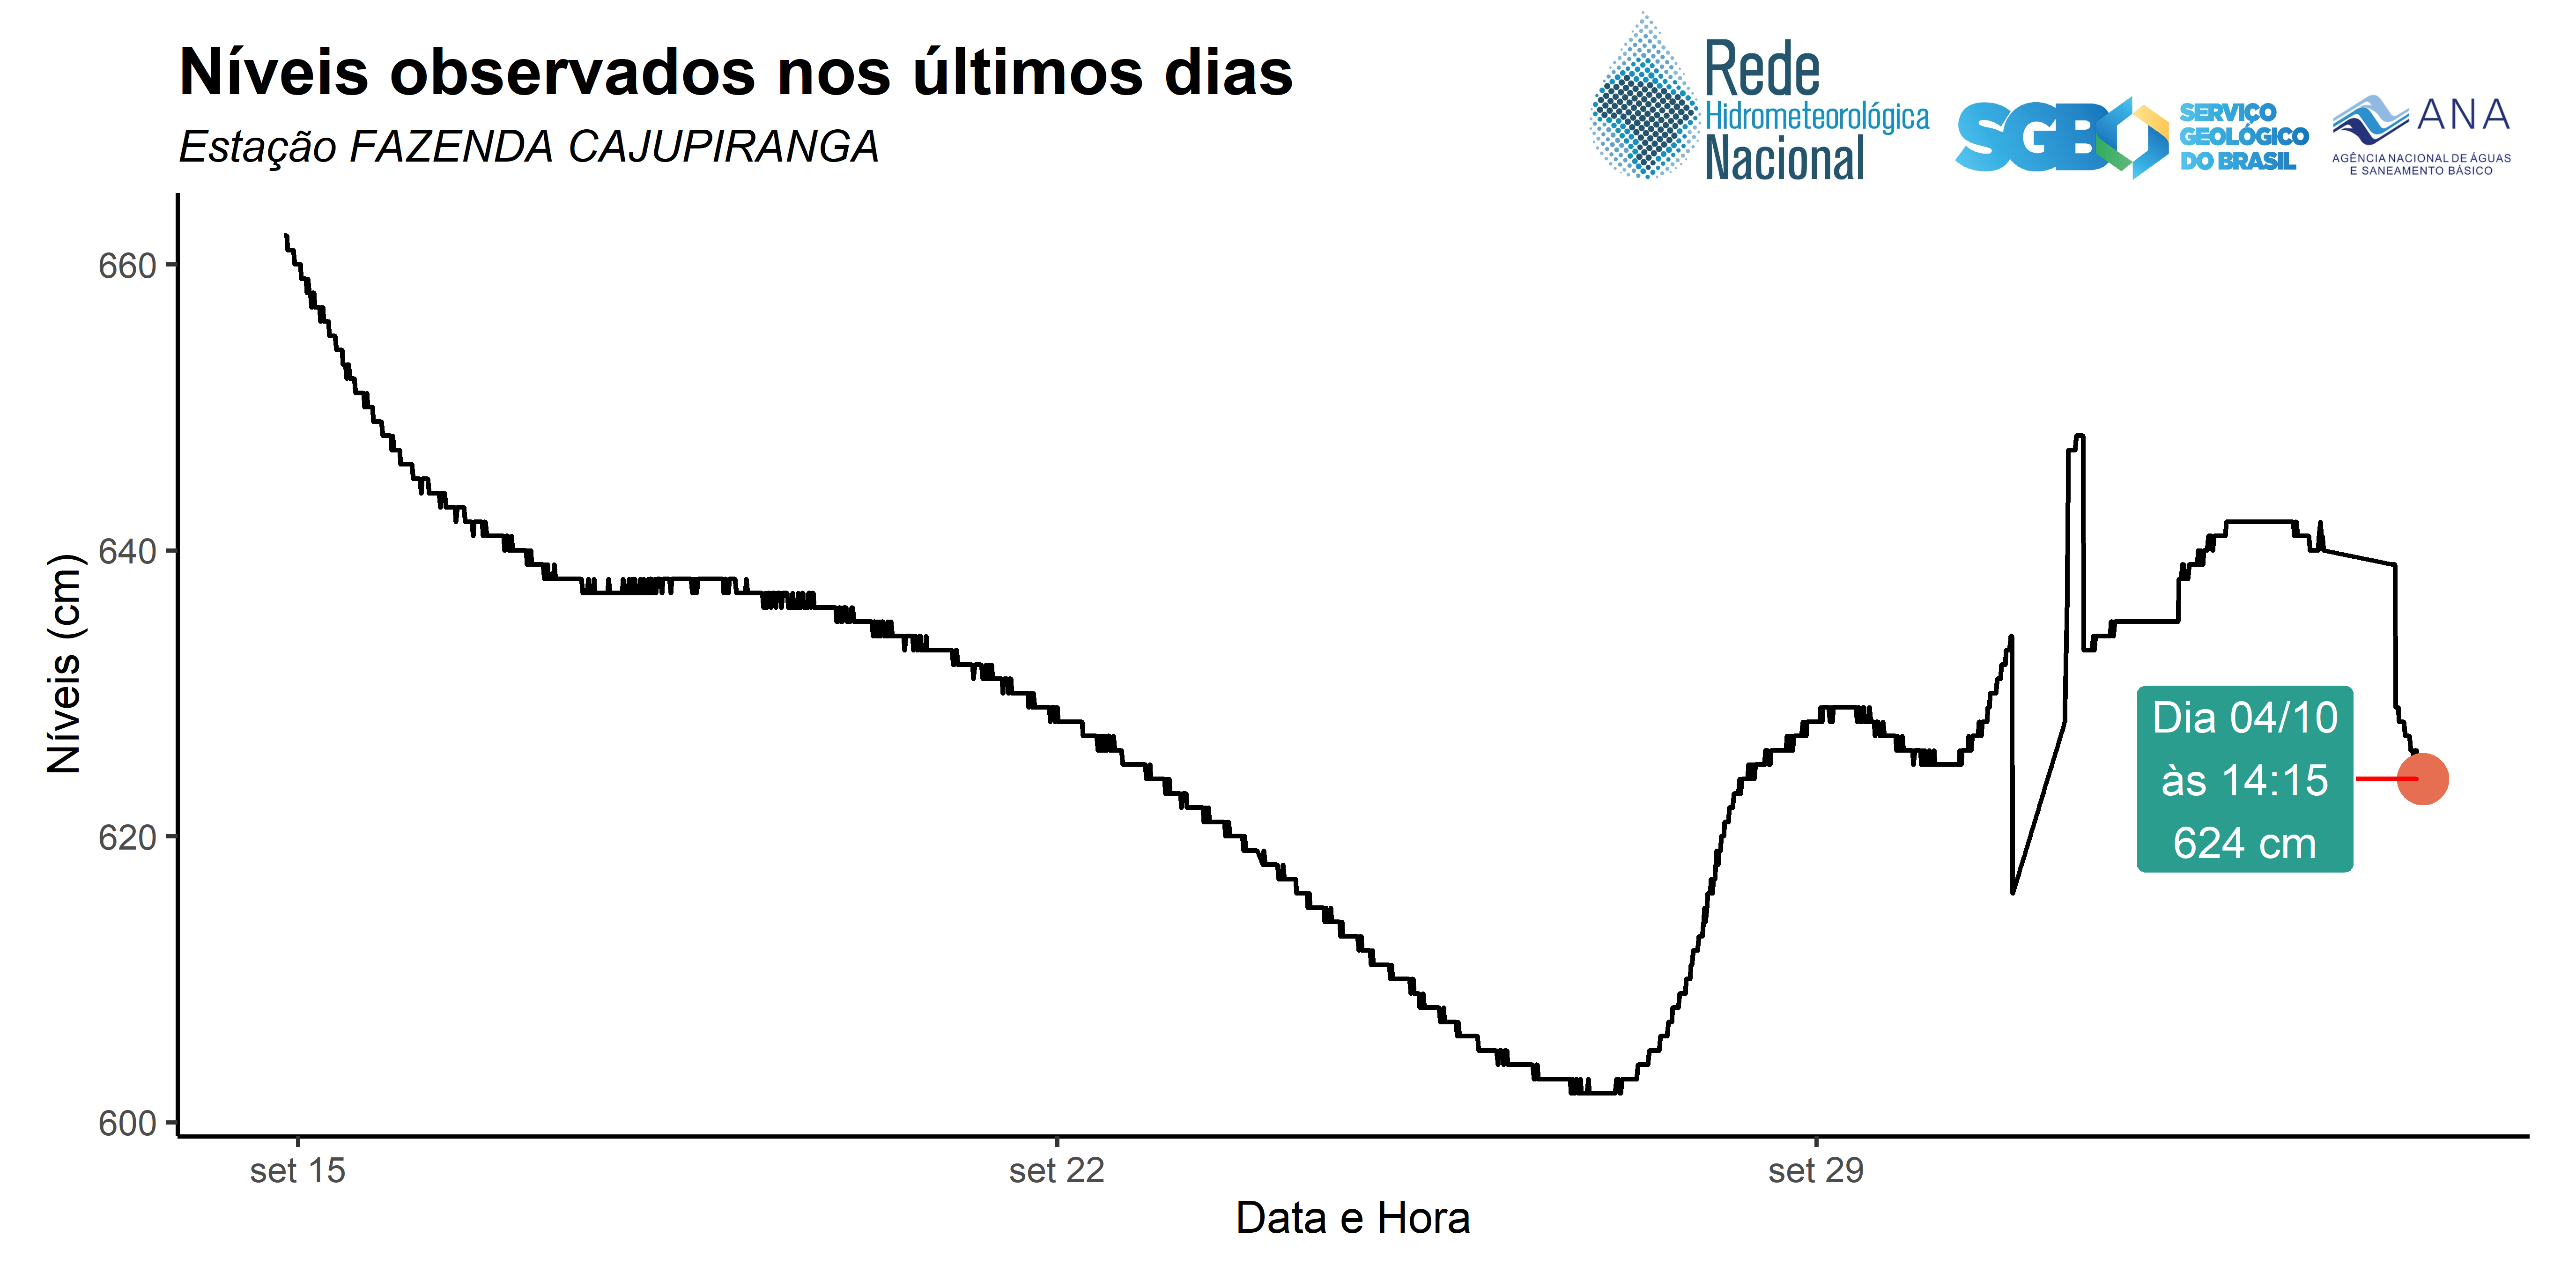 Níveis observados nos últimos dias
Estação FAZENDA CAJUPIRANGA
Rede
Hidrometeorológica
Nacional
SGB
SERVIÇO
GEOLÓGICO
DO BRASIL
ANA
AGÊNCIA NACIONAL DE ÁGUAS
E SANEAMENTO BÁSICO
Níveis (cm)
660
640
620
600
Dia 04/10
às 14:15
624 cm
set 15
set 22
set 29
Data e Hora